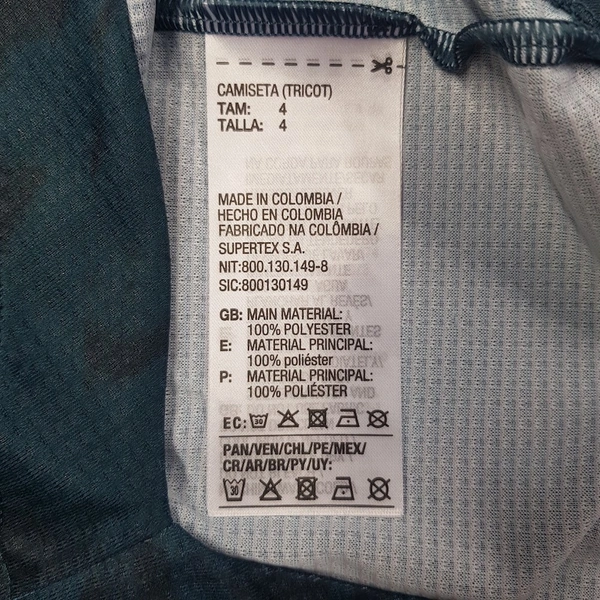 CAMISETA (TRICOT)
TAM: 4
TALLA: 4
MADE IN COLOMBIA /
HECHO EN COLOMBIA
FABRICADO NA COLÔMBIA /
SUPERTEX S.A.
NIT:800.130.149-8
SIC:800130149
GB: MAIN MATERIAL:
100% POLYESTER
E: MATERIAL PRINCIPAL:
100% poliéster
P: MATERIAL PRINCIPAL:
100% POLIÉSTER
EC: 30
PAN/VEN/CHL/PE/MEX/
CR/AR/BR/PY/UY:
30